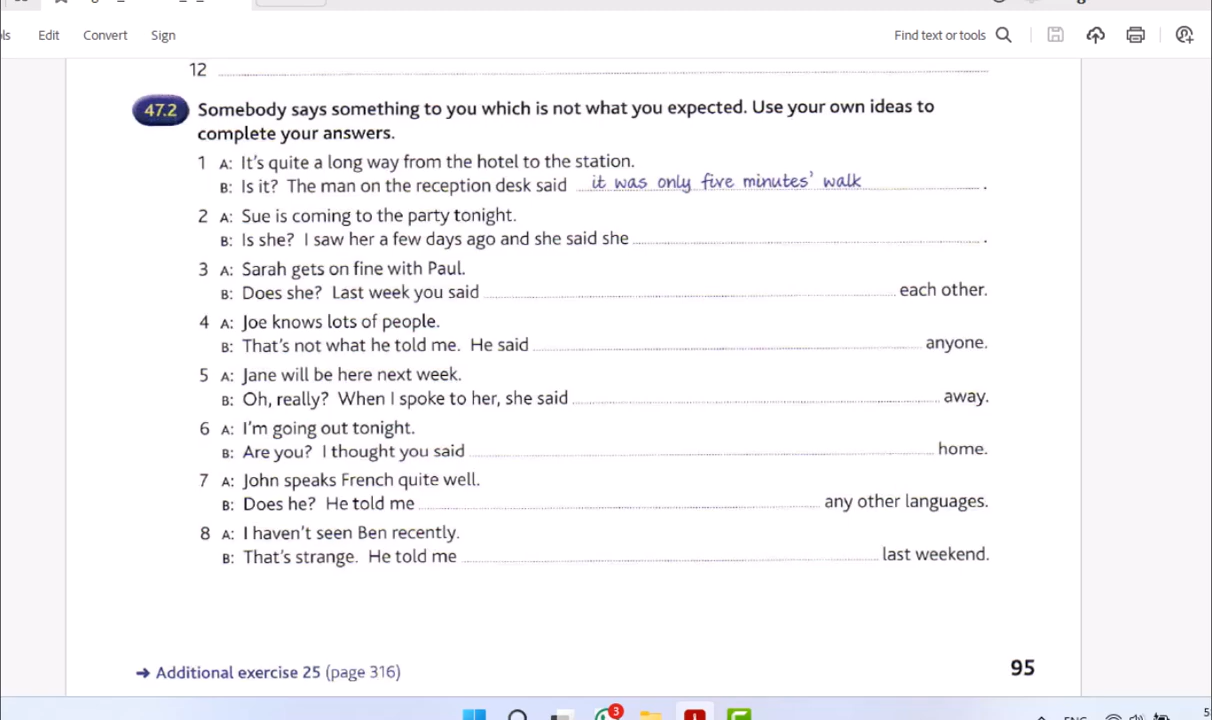 Edit Convert Sign Find text or tools
12
47.2 Somebody says something to you which is not what you expected. Use your own ideas to
complete your answers.
1 A: It's quite a long way from the hotel to the station.
B: Is it? The man on the reception desk said it was only five minutes' walk .
2 A: Sue is coming to the party tonight.
B: Is she? I saw her a few days ago and she said she .
3 A: Sarah gets on fine with Paul.
B: Does she? Last week you said each other.
4 A: Joe knows lots of people.
B: That's not what he told me. He said anyone.
5 A: Jane will be here next week.
B: Oh, really? When I spoke to her, she said away.
6 A: I'm going out tonight.
B: Are you? I thought you said home.
7 A: John speaks French quite well.
B: Does he? He told me any other languages.
8 A: I haven't seen Ben recently.
B: That's strange. He told me last weekend.
→ Additional exercise 25 (page 316) 95
3